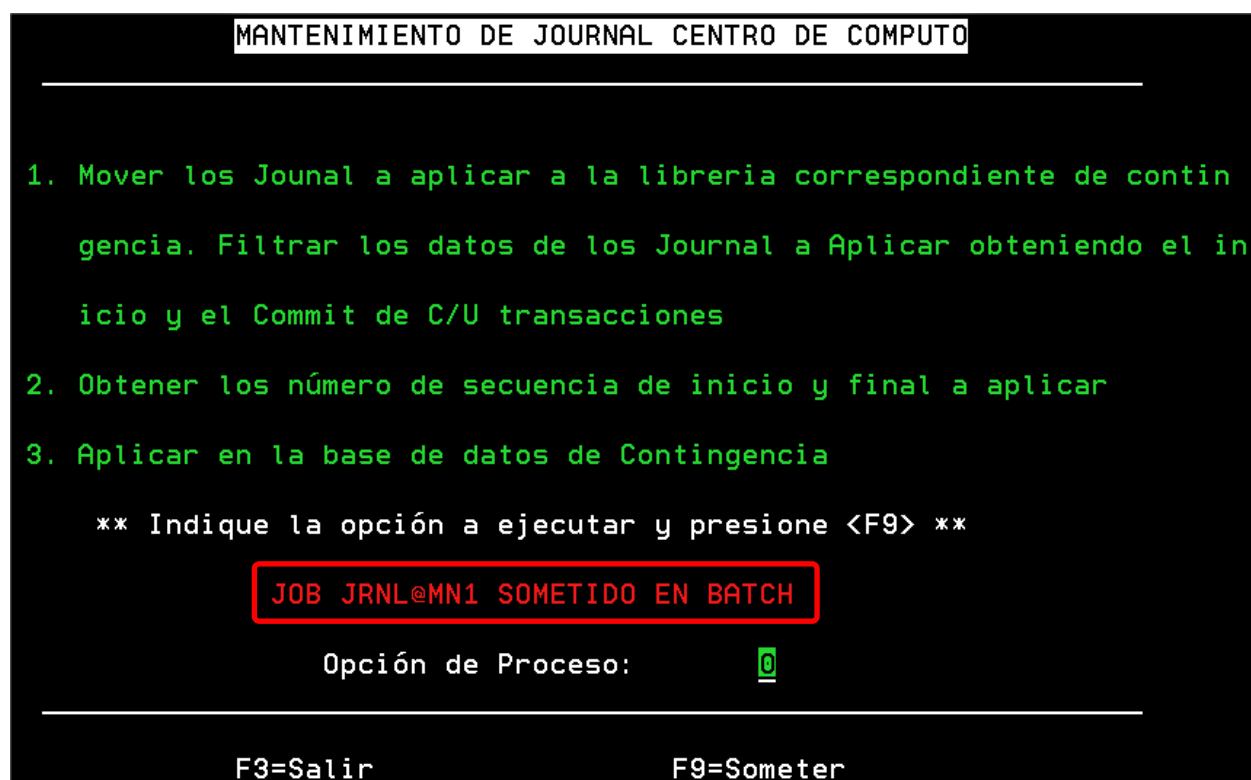 MANTENIMIENTO DE JOURNAL CENTRO DE COMPUTO
1. Mover los Jounal a aplicar a la libreria correspondiente de contin
gencia. Filtrar los datos de los Journal a Aplicar obteniendo el in
icio y el Commit de C/U transacciones
2. Obtener los número de secuencia de inicio y final a aplicar
3. Aplicar en la base de datos de Contingencia
** Indique la opción a ejecutar y presione <F9> **
JOB JRNL@MN1 SOMETIDO EN BATCH
Opción de Proceso: 0
F3=Salir F9=Someter